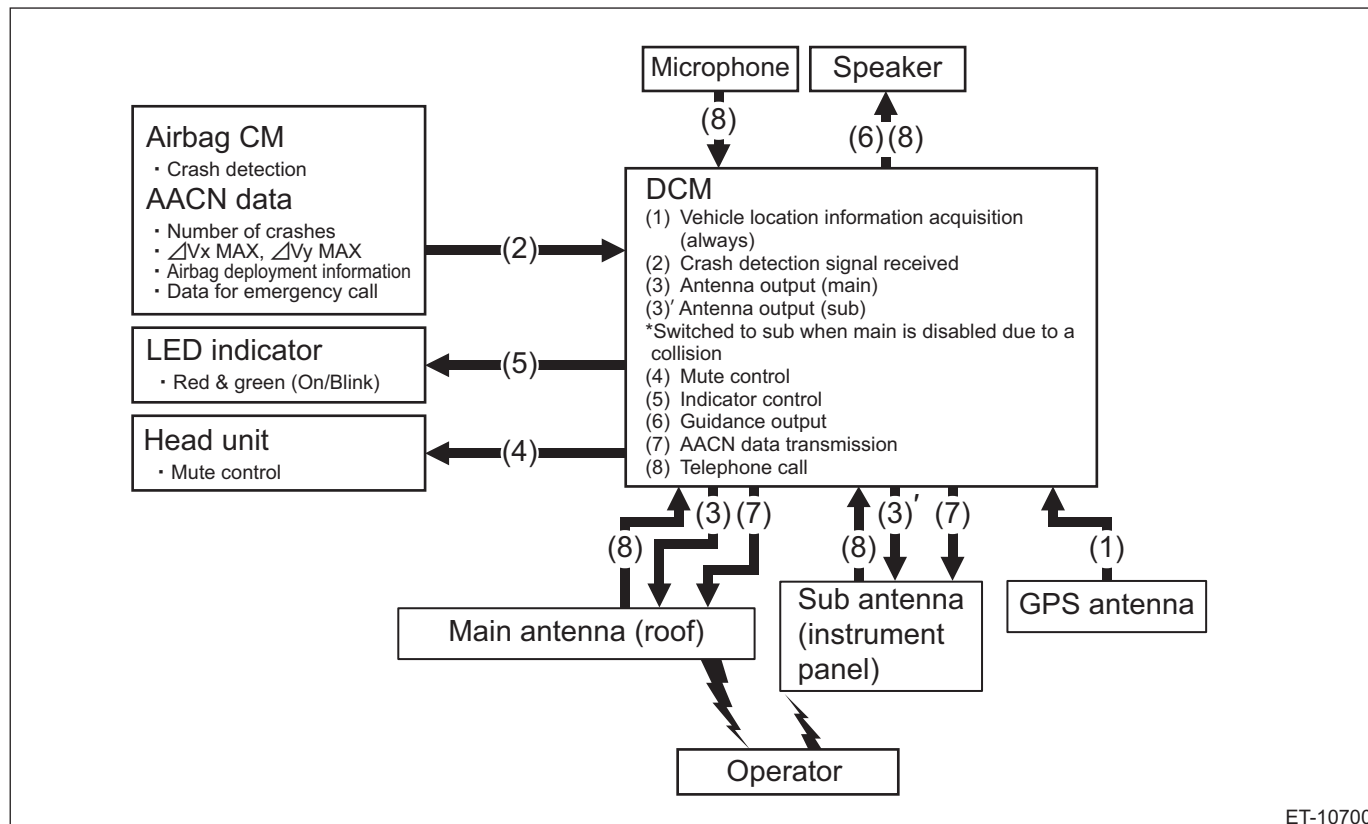 Microphone
Speaker
(8)
(6)(8)
Airbag CM
・Crash detection
AACN data
・Number of crashes
・⊿Vx MAX, ⊿Vy MAX
・Airbag deployment information
・Data for emergency call
(2)
DCM
(1) Vehicle location information acquisition
(always)
(2) Crash detection signal received
(3) Antenna output (main)
(3)′ Antenna output (sub)
*Switched to sub when main is disabled due to a
collision
(4) Mute control
(5) Indicator control
(6) Guidance output
(7) AACN data transmission
(8) Telephone call
LED indicator
・Red & green (On/Blink)
(5)
Head unit
・Mute control
(4)
(8)
(3)
(7)
(8)
(3)′
(7)
(1)
Main antenna (roof)
Sub antenna
(instrument
panel)
GPS antenna
Operator
ET-10700